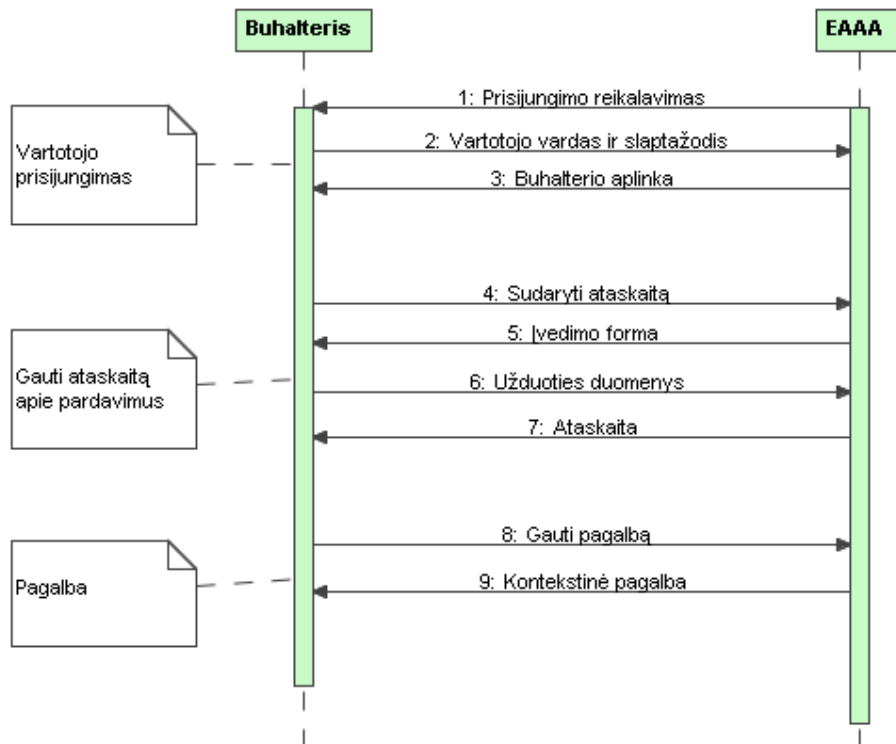 Buhalteris
EAAA
1: Prisijungimo reikalavimas
2: Vartotojo vardas ir slaptažodis
Vartotojo
prisijungimas
3: Buhalterio aplinka
4: Sudaryti ataskaitą
5: Įvedimo forma
Gauti ataskaitą
apie pardavimus
6: Užduoties duomenys
7: Ataskaita
8: Gauti pagalbą
Pagalba
9: Kontekstinė pagalba